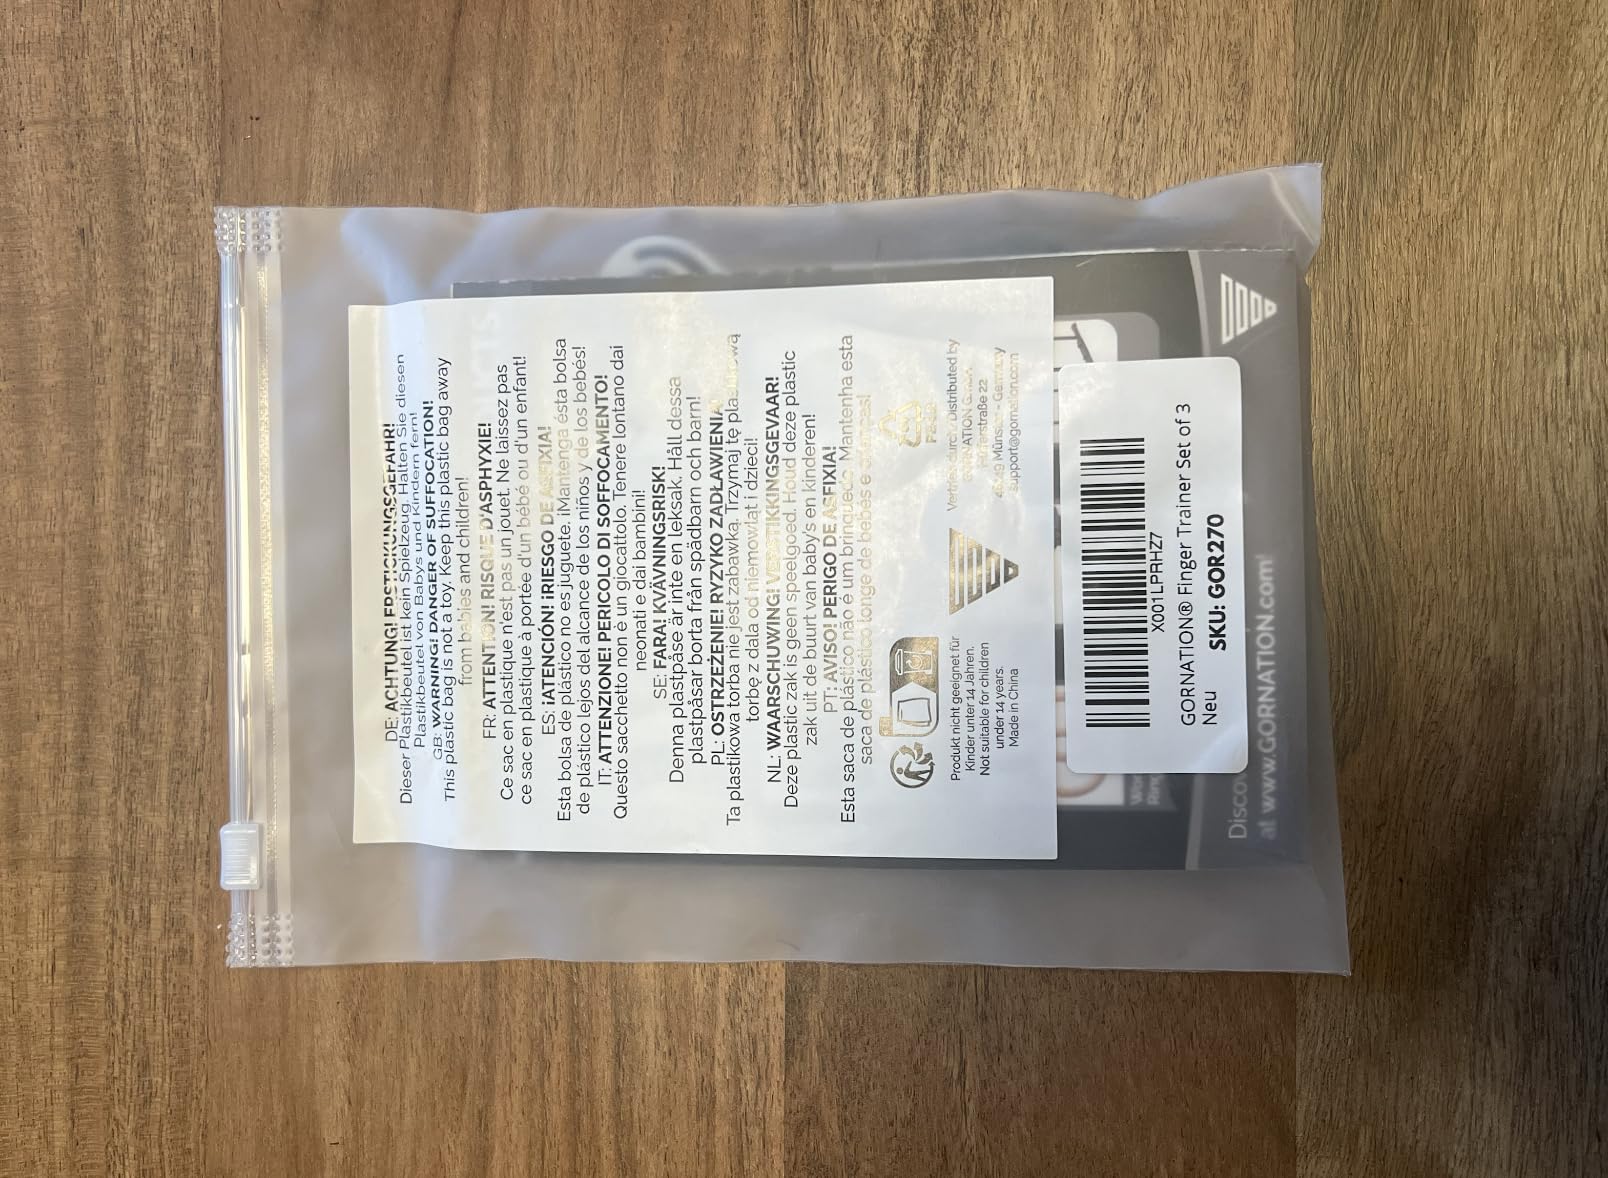 DE: ACHTUNG! ERSTICKUNGSGEFAHR!
Dieser Plastikbeutel ist kein Spielzeug. Halten Sie diesen
Plastikbeutel von Babys und Kindern fern!
GB: WARNING! DANGER OF SUFFOCATION!
This plastic bag is not a toy. Keep this plastic bag away
from babies and children!
FR: ATTENTION! RISQUE D'ASPHYXIE!
Ce sac en plastique n'est pas un jouet. Ne laissez pas
ce sac en plastique à portée d'un bébé ou d'un enfant!
ES: ¡ATENCIÓN! ¡RIESGO DE ASFIXIA!
Esta bolsa de plástico no es juguete. ¡Mantenga esta bolsa
de plástico lejos del alcance de los niños y de los bebés!
IT: ATTENZIONE! PERICOLO DI SOFFOCAMENTO!
Questo sacchetto non è un giocattolo. Tenere lontano dai
neonati e dai bambini!
SE: FARA! KVÄVNINGSRISK!
Denna plastpåse är inte en leksak. Håll dessa
plastpåsar borta från spädbarn och barn!
PL: OSTRZEŻENIE! RYZYKO ZADŁAWIENIA!
Ta plastikowa torba nie jest zabawką. Trzymaj tę plastikową
torbę z dala od niemowląt i dzieci!
NL: WAARSCHUWING! VERSTIKKINGSGEVAAR!
Deze plastic zak is geen speelgoed. Houd deze plastic
zak uit de buurt van baby's en kinderen!
PT: AVISO! PERIGO DE ASFIXIA!
Esta saca de plástico não é um brinquedo. Mantenha esta
saca de plástico longe de bebés e crianças!
Produkt nicht geeignet für
Kinder unter 14 Jahren.
Not suitable for children
under 14 years.
Made in China
Vertrieb durch / Distributed by
GORNATION GmbH
22
Münster - Germany
support@gornation.com
X001LPRHZ7
GORNATION® Finger Trainer Set of 3
Neu
SKU: GOR270
Disco
at www.GORNATION.com!